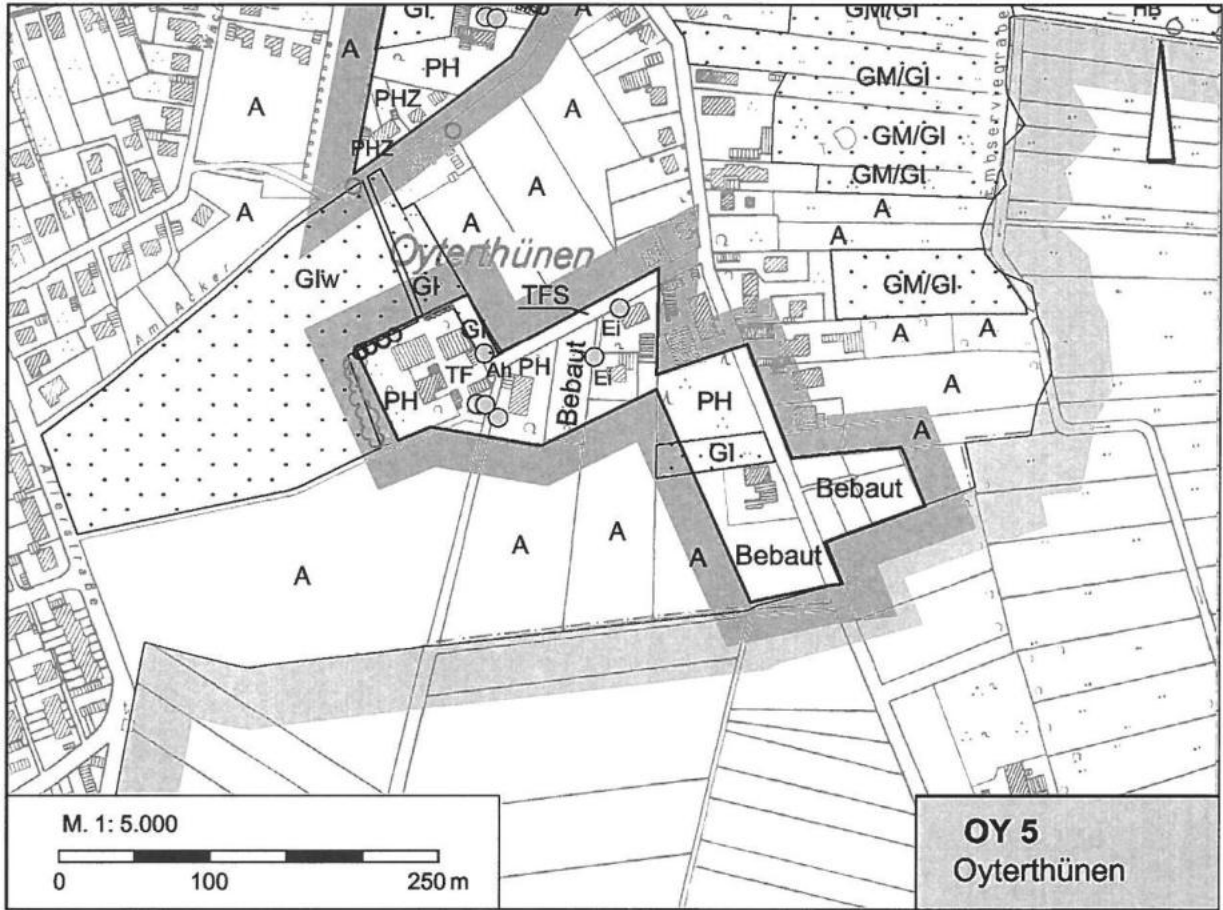 GI
A
GM/GI
HB
A
PH
GM/GI
PHZ
A
A
GM/GI
PHZ
A
GM/GI
A
A
A
Oyterthünen
GIw
GI
GM/GI
TFS
GI
Ei
A
A
Am Acker
Ah
PH
Bebaut
Ei
TF
A
PH
PH
A
GI
Bebaut
A
A
A
Bebaut
A
M. 1: 5.000
0 100 250 m
OY 5
Oyterthünen